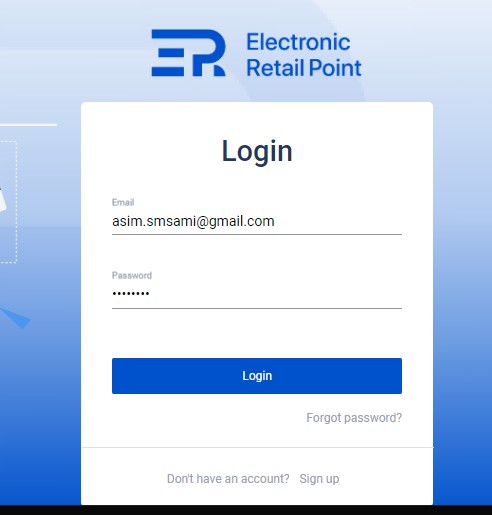 Electronic
Retail Point
Login
Email
asim.smsami@gmail.com
Password
••••••••
Login
Forgot password?
Don't have an account? Sign up